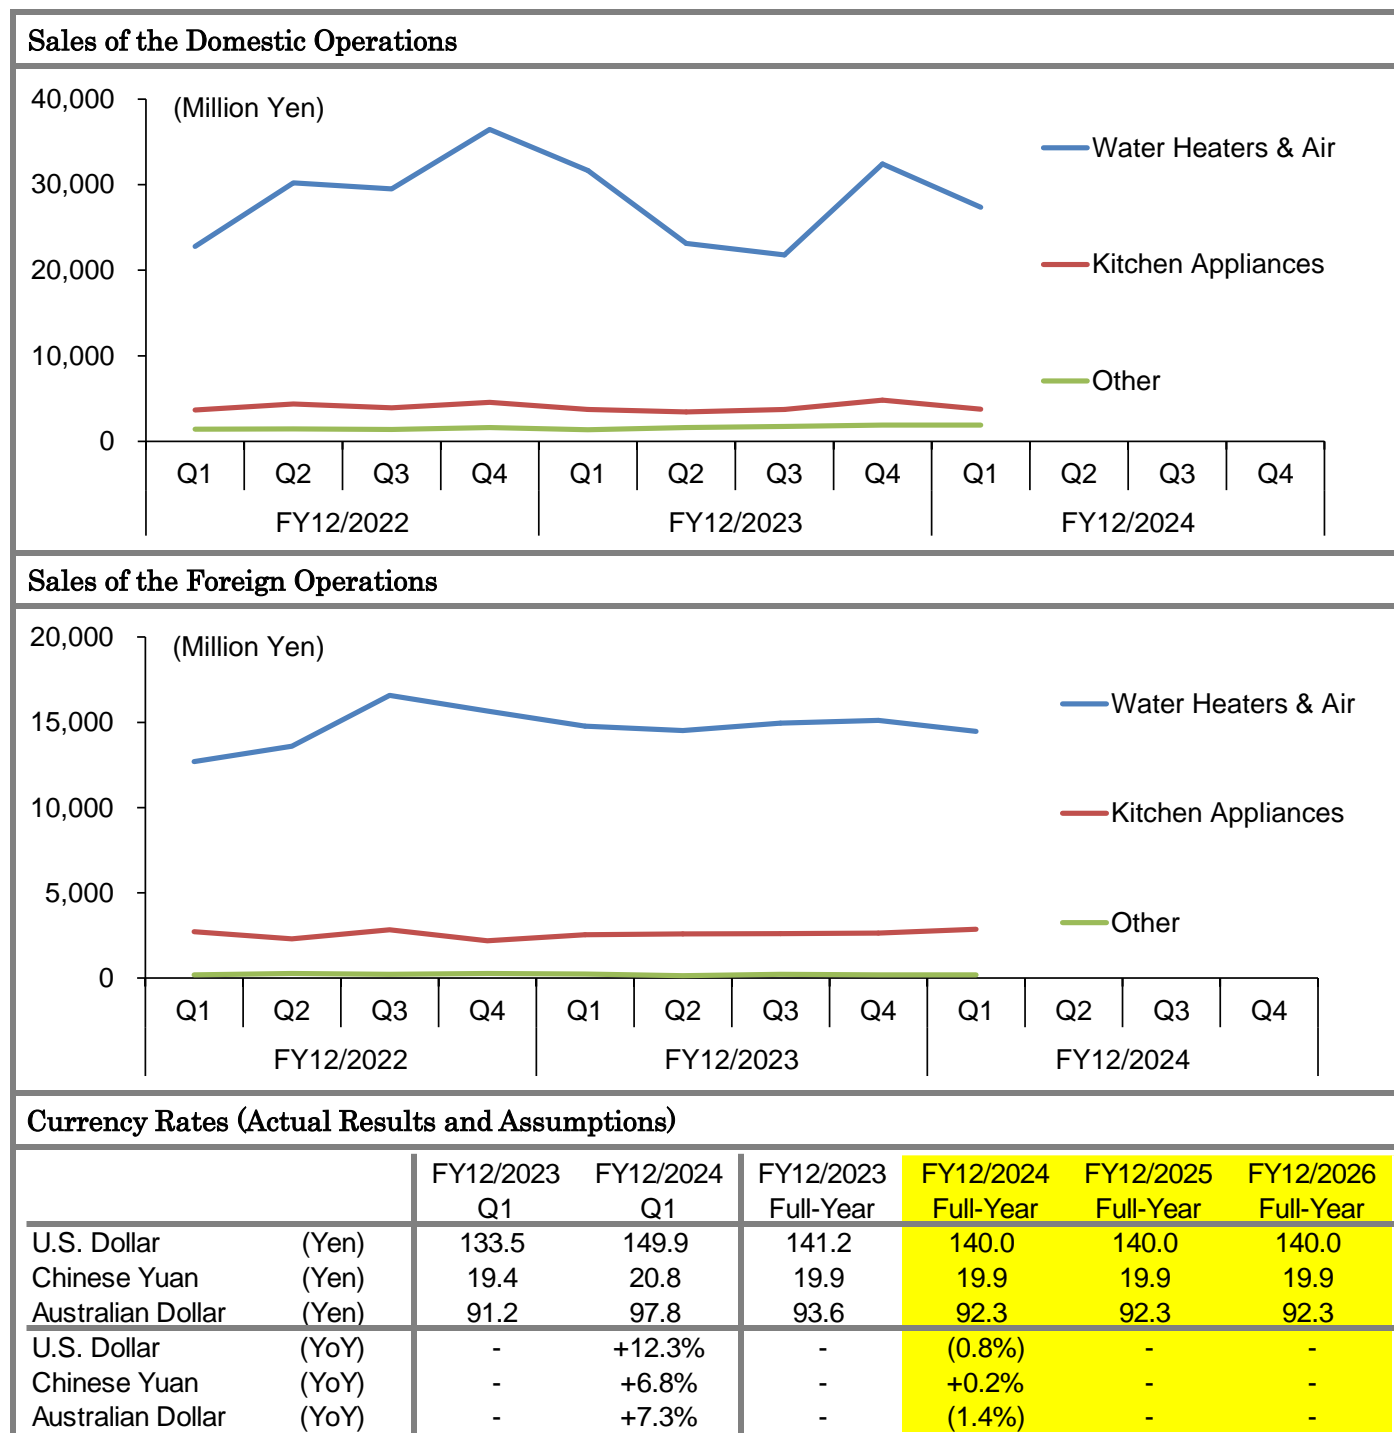 Sales of the Domestic Operations
(Million Yen)
40,000
30,000
20,000
10,000
0
Water Heaters & Air
Kitchen Appliances
Other
Q1 Q2 Q3 Q4 Q1 Q2 Q3 Q4 Q1 Q2 Q3 Q4
FY12/2022 FY12/2023 FY12/2024
Sales of the Foreign Operations
(Million Yen)
20,000
15,000
10,000
5,000
0
Water Heaters & Air
Kitchen Appliances
Other
Q1 Q2 Q3 Q4 Q1 Q2 Q3 Q4 Q1 Q2 Q3 Q4
FY12/2022 FY12/2023 FY12/2024
Currency Rates (Actual Results and Assumptions)
FY12/2023 FY12/2024 FY12/2023 FY12/2024 FY12/2025 FY12/2026
Q1 Q1 Full-Year Full-Year Full-Year Full-Year
U.S. Dollar (Yen) 133.5 149.9 141.2 140.0 140.0 140.0
Chinese Yuan (Yen) 19.4 20.8 19.9 19.9 19.9 19.9
Australian Dollar (Yen) 91.2 97.8 93.6 92.3 92.3 92.3
U.S. Dollar (YoY) - +12.3% - (0.8%) - -
Chinese Yuan (YoY) - +6.8% - +0.2% - -
Australian Dollar (YoY) - +7.3% - (1.4%) - -